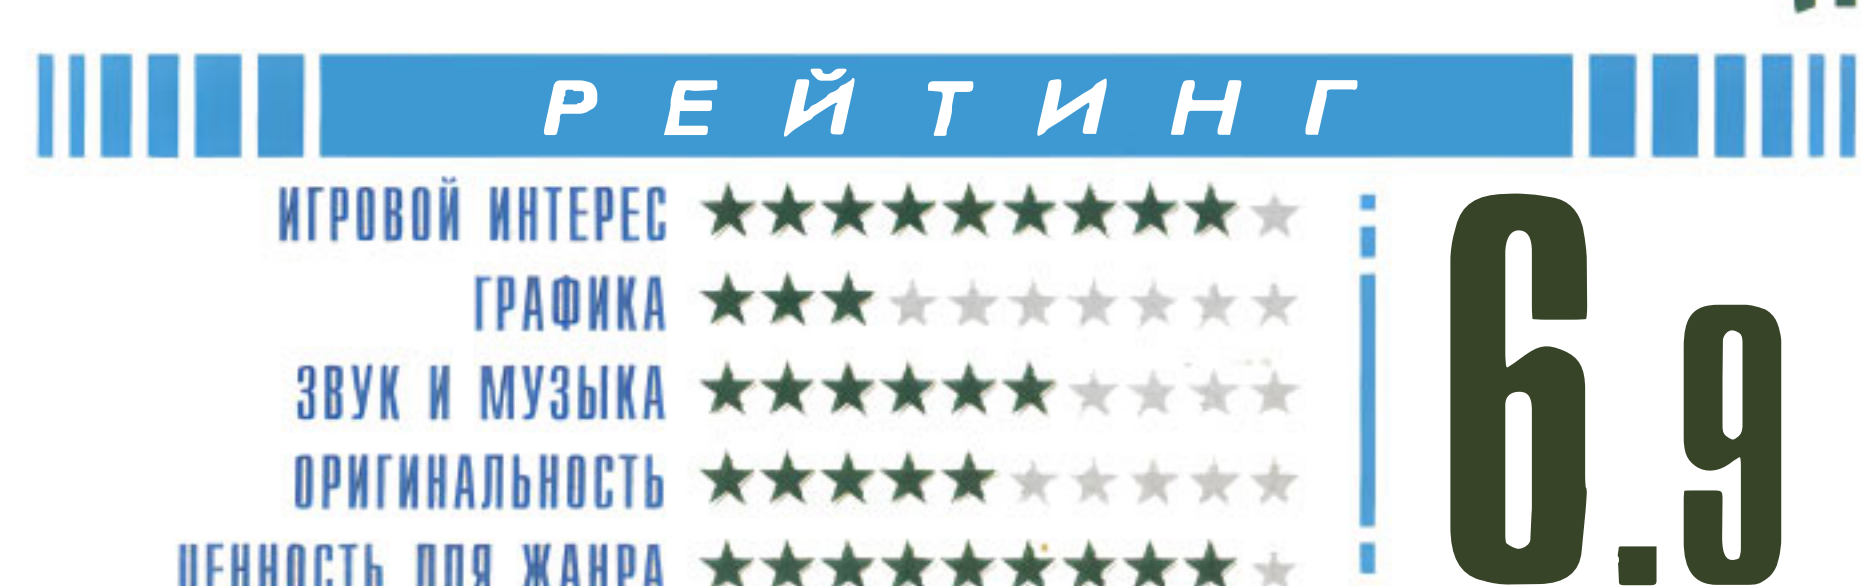 РЕЙТИНГ
ИГРОВОЙ ИНТЕРЕС
ГРАФИКА
ЗВУК И МУЗЫКА
ОРИГИНАЛЬНОСТЬ
ЦЕННОСТЬ ДЛЯ ЖАНРА
6.9